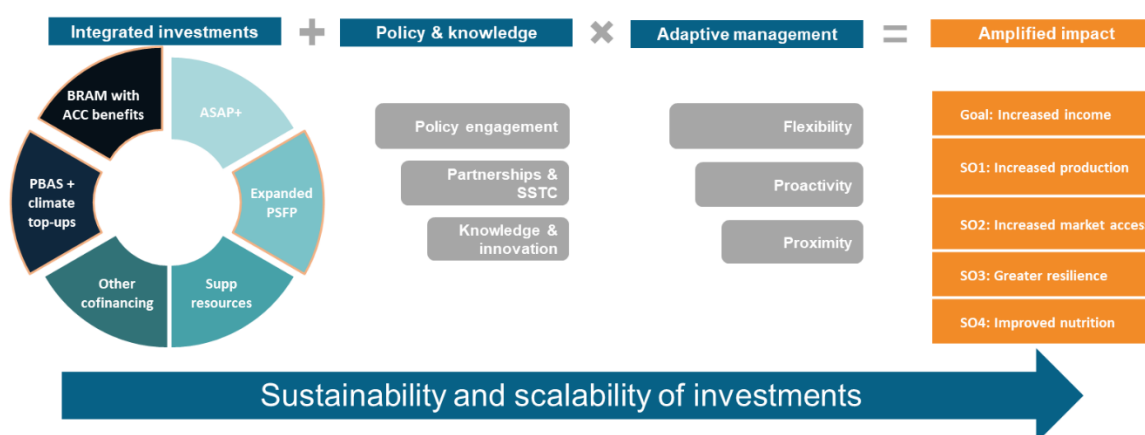 Integrated investments + Policy & knowledge × Adaptive management = Amplified impact
BRAM with
ACC benefits
ASAP+
PBAS +
climate
top-ups
Expanded
PSFP
Other
cofinancing
Supp
resources
Policy engagement
Partnerships &
SSTC
Knowledge &
innovation
Flexibility
Proactivity
Proximity
Goal: Increased income
SO1: Increased production
SO2: Increased market acces
SO3: Greater resilience
SO4: Improved nutrition
Sustainability and scalability of investments